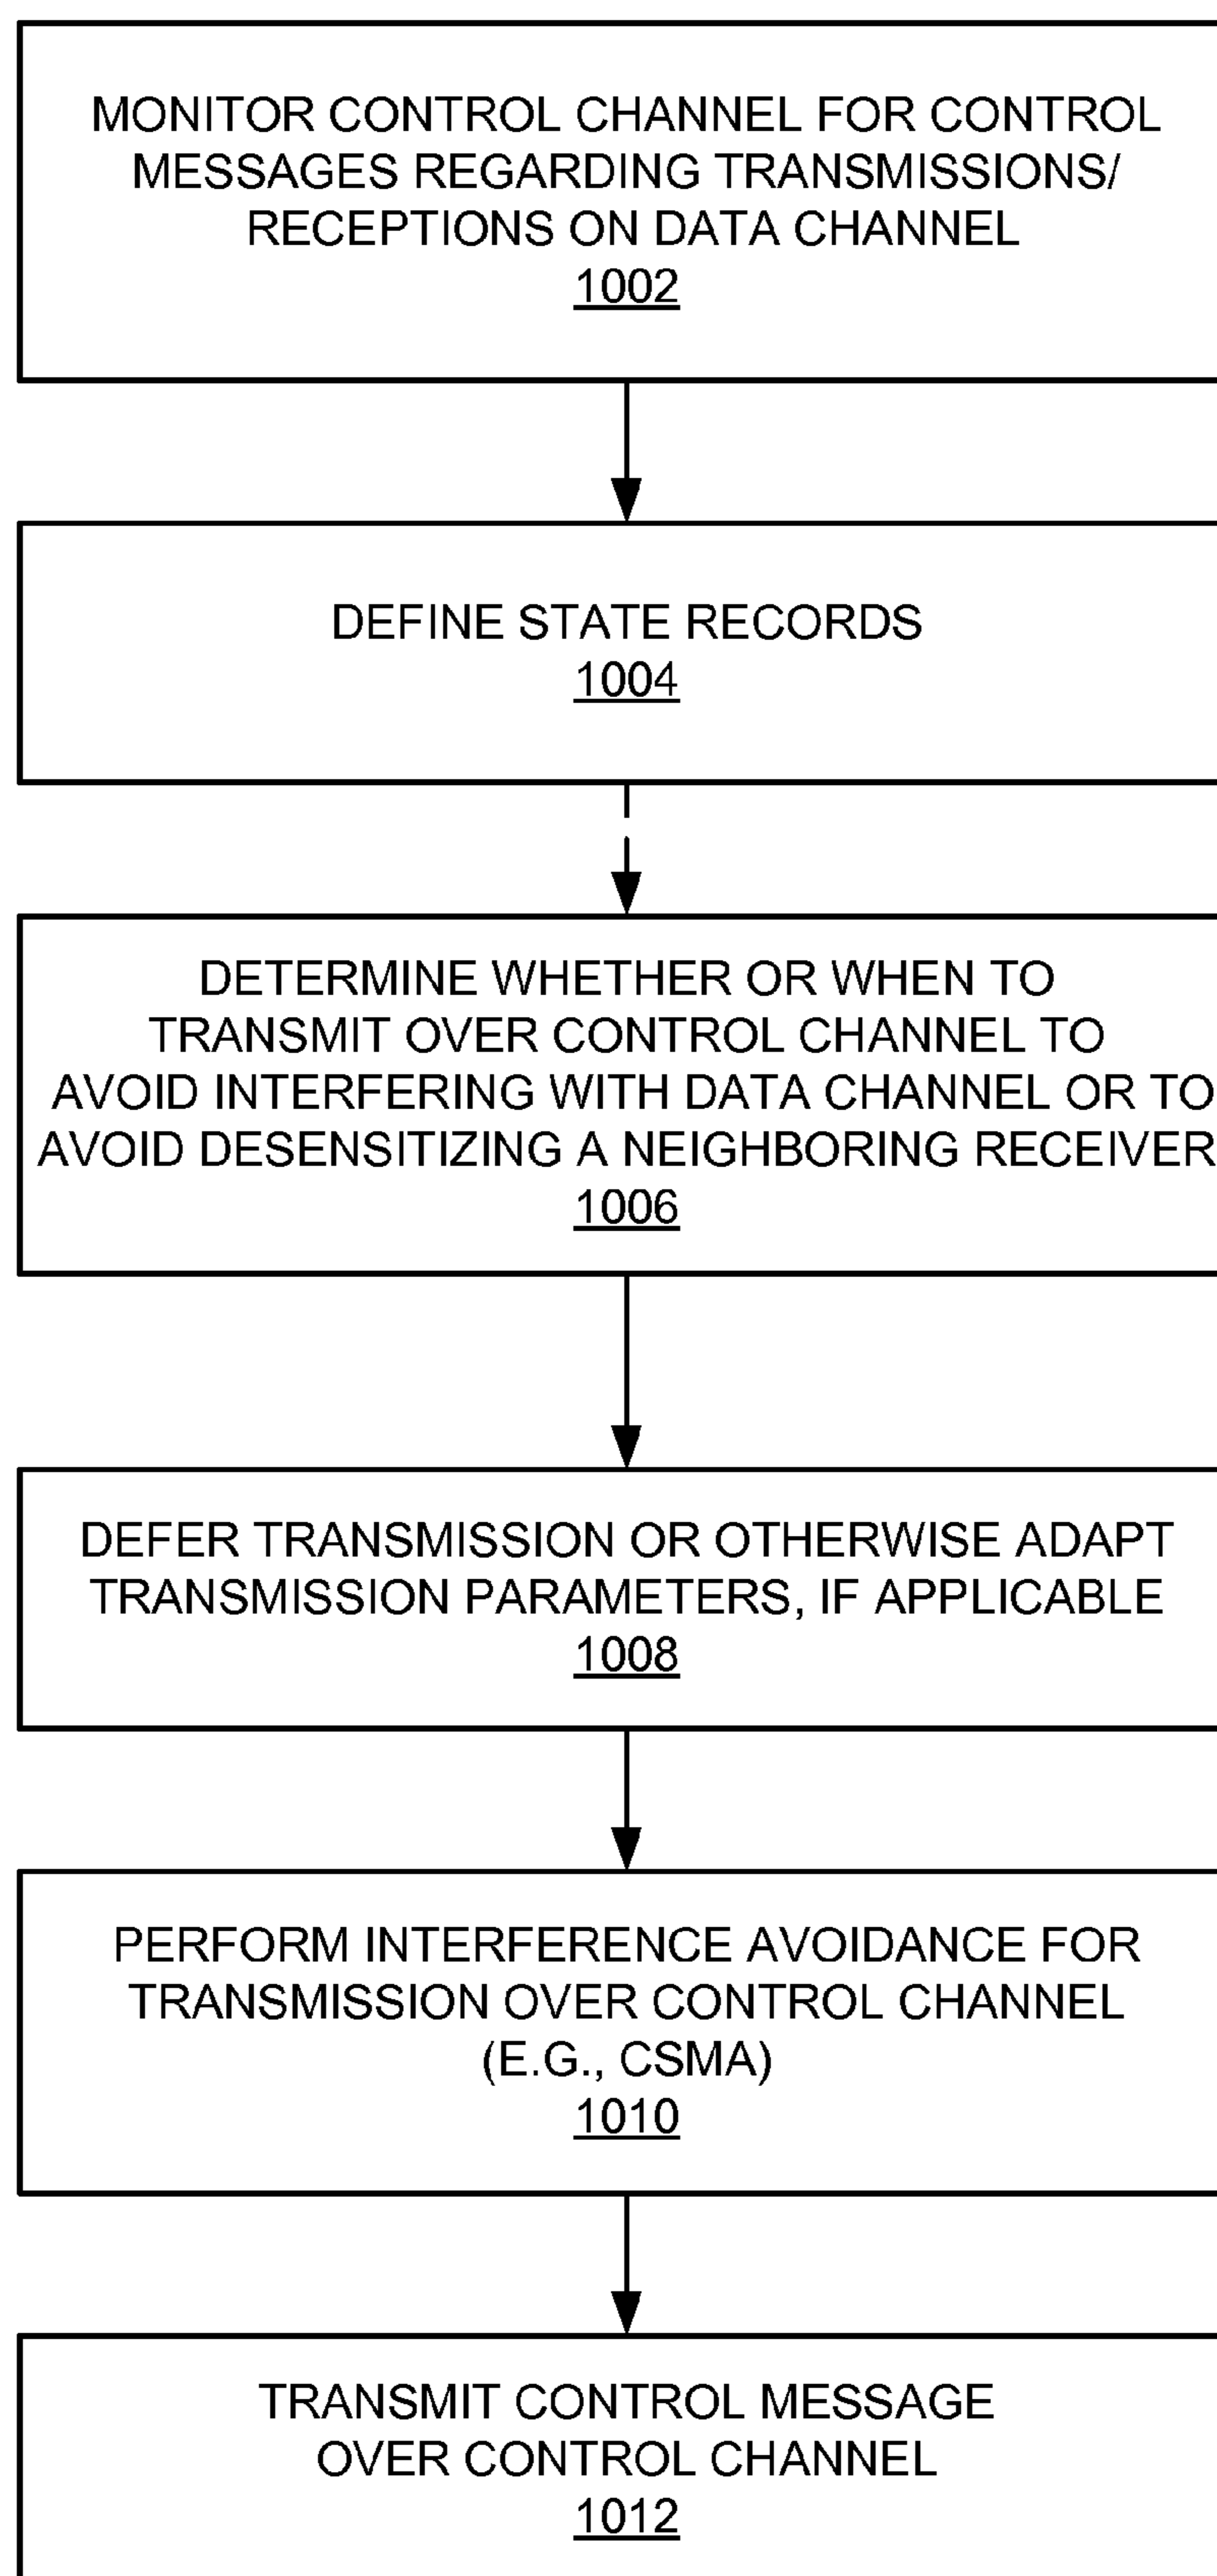 MONITOR CONTROL CHANNEL FOR CONTROL
MESSAGES REGARDING TRANSMISSIONS/
RECEPTIONS ON DATA CHANNEL
1002
DEFINE STATE RECORDS
1004
DETERMINE WHETHER OR WHEN TO
TRANSMIT OVER CONTROL CHANNEL TO
AVOID INTERFERING WITH DATA CHANNEL OR TO
AVOID DESENSITIZING A NEIGHBORING RECEIVER
1006
DEFER TRANSMISSION OR OTHERWISE ADAPT
TRANSMISSION PARAMETERS, IF APPLICABLE
1008
PERFORM INTERFERENCE AVOIDANCE FOR
TRANSMISSION OVER CONTROL CHANNEL
(E.G., CSMA)
1010
TRANSMIT CONTROL MESSAGE
OVER CONTROL CHANNEL
1012